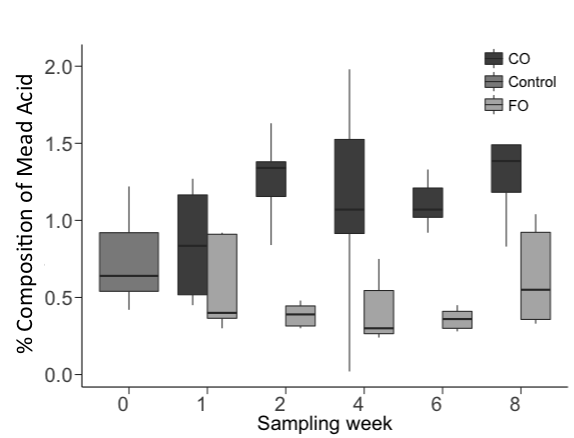 CO
Control
FO
% Composition of Mead Acid
2.0
1.5
1.0
0.5
0.0
0 1 2 4 6 8
Sampling week